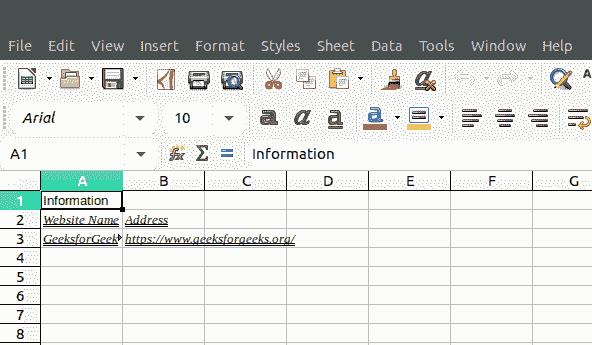 File Edit View Insert Format Styles Sheet Data Tools Window Help
Arial 10 a a a a
A1 fx Σ = Information
A B C D E F G
1 Information
2 Website Name Address
3 GeeksforGeek https://www.geeksforgeeks.org/
4
5
6
7
8